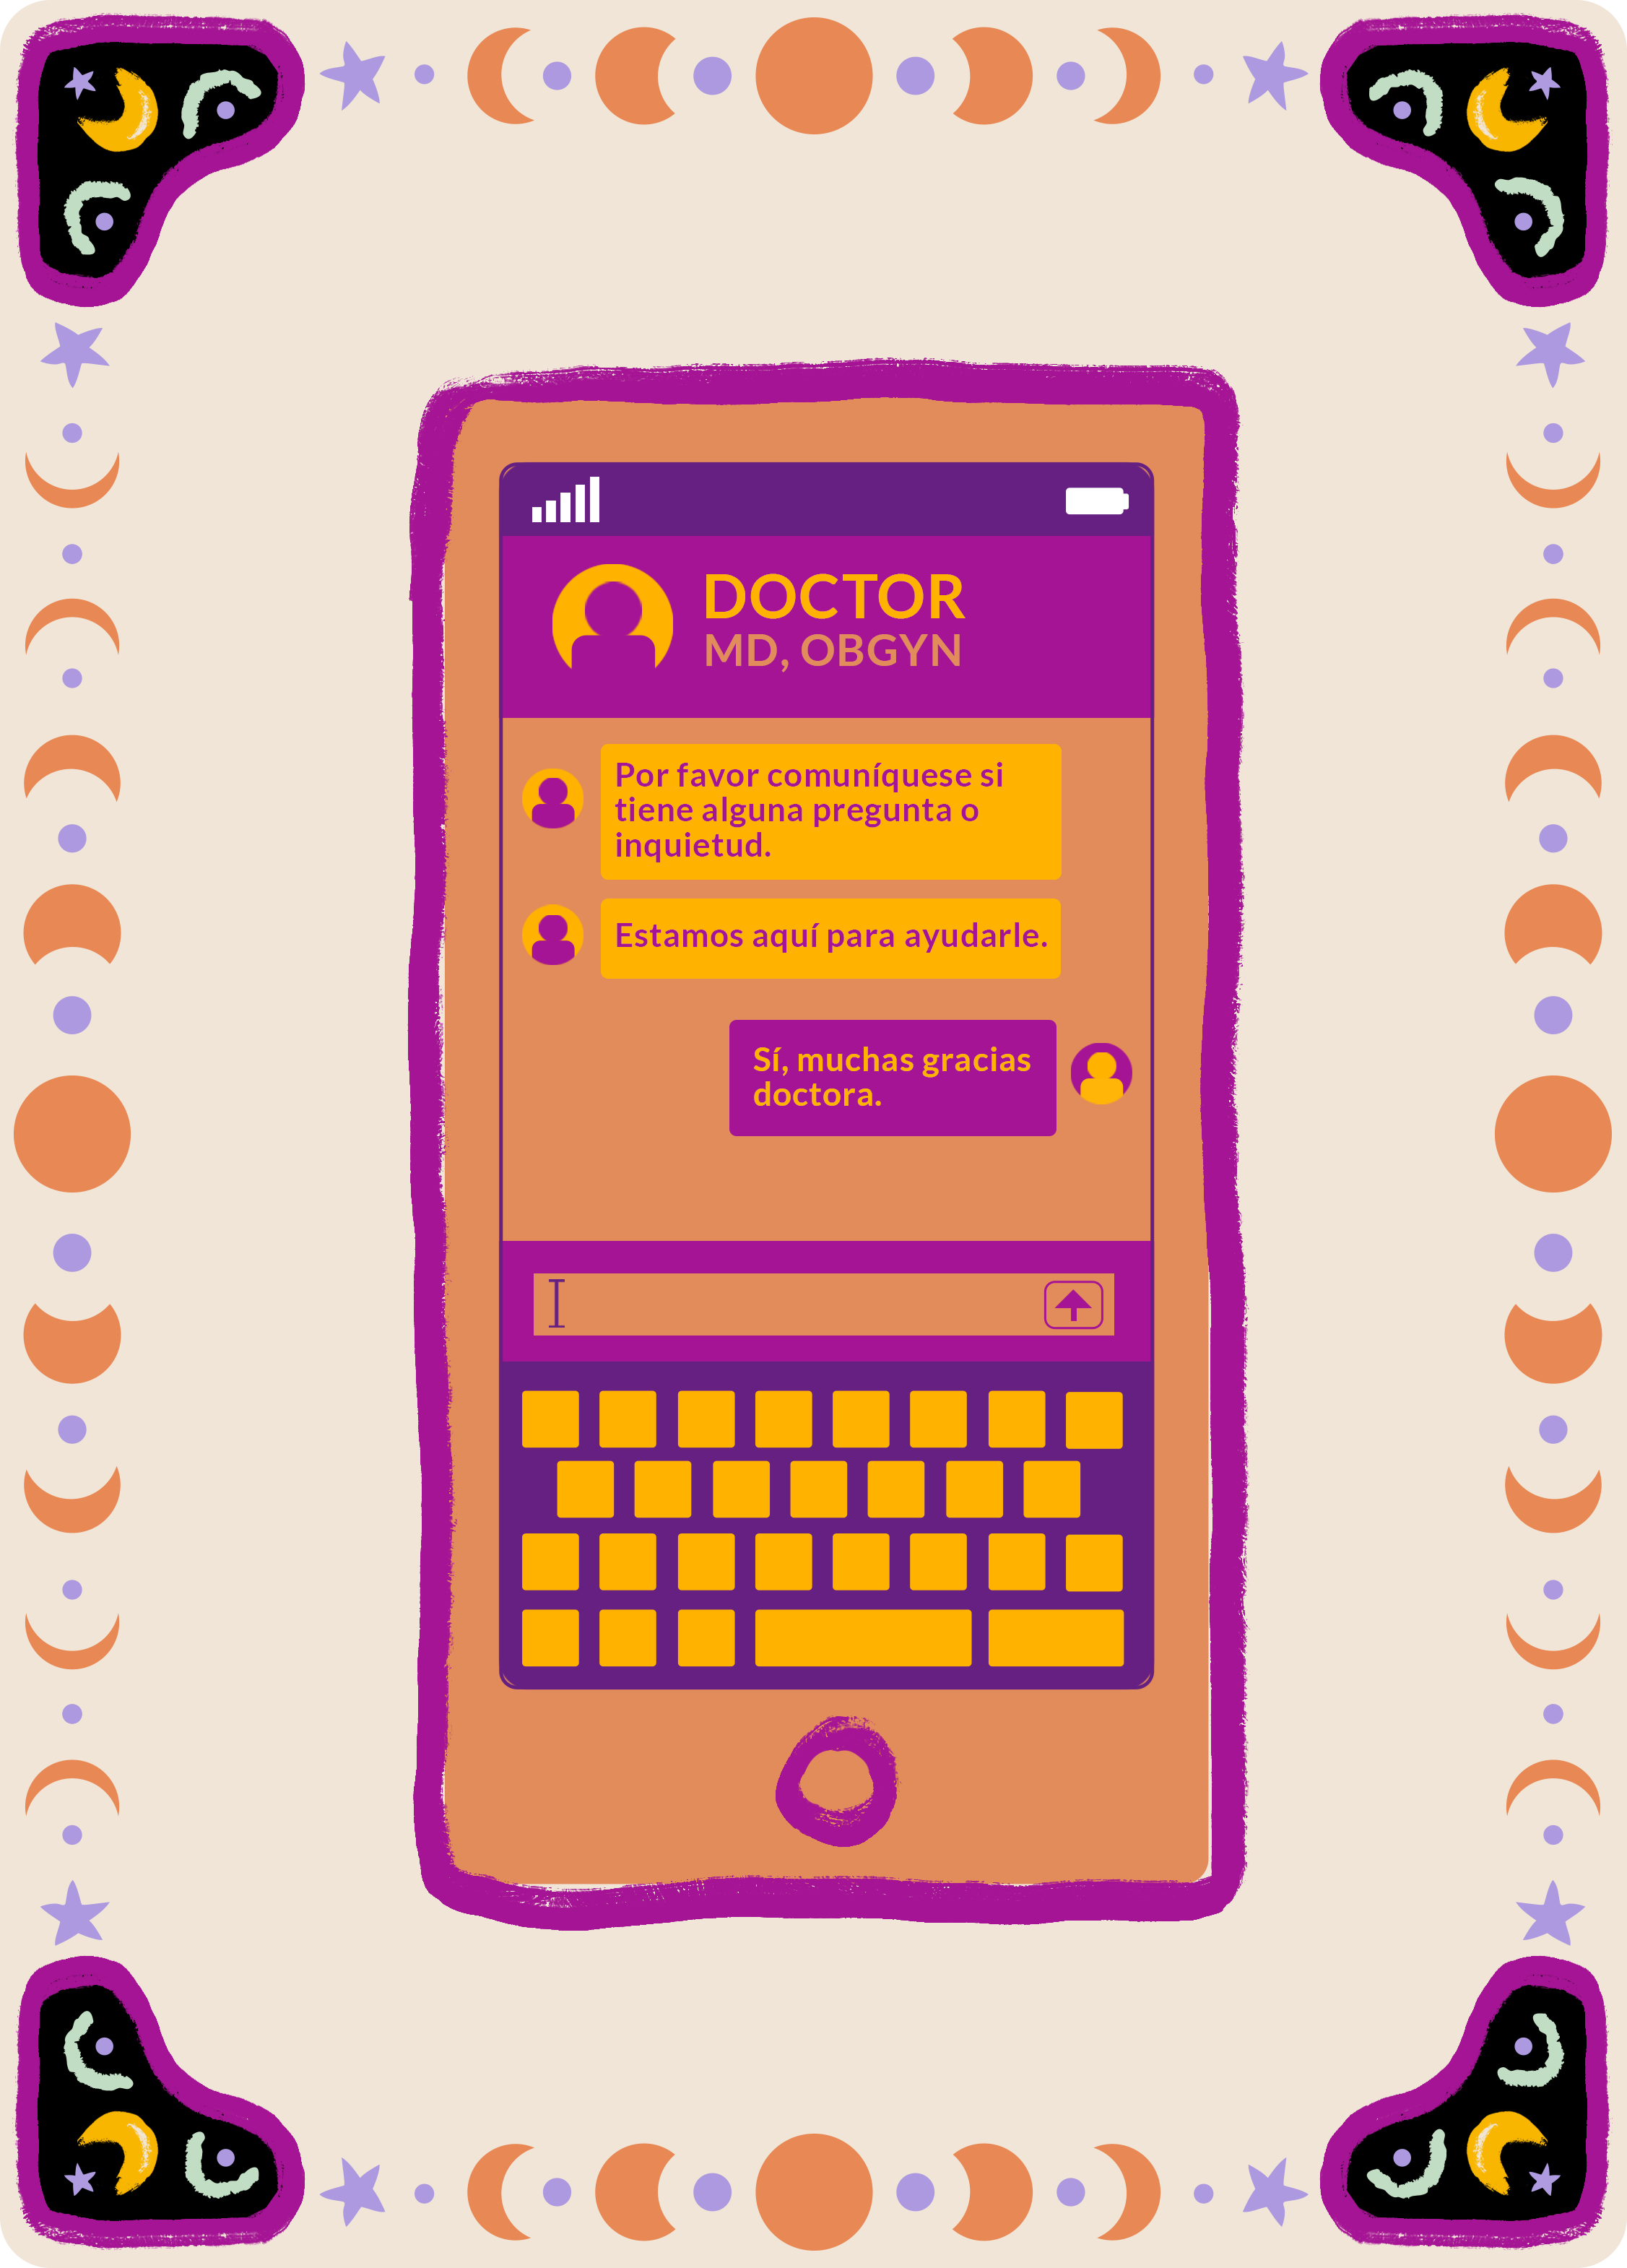 DOCTOR
MD, OBGYN
Por favor comuníquese si
tiene alguna pregunta o
inquietud.
Estamos aquí para ayudarle.
Sí, muchas gracias
doctora.